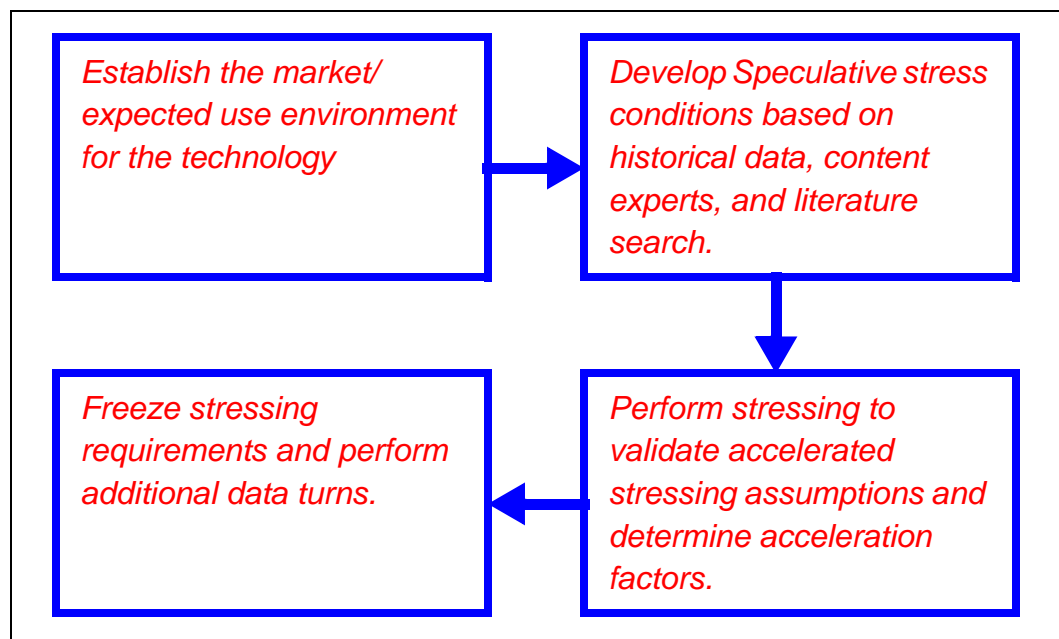 Establish the market/
expected use environment
for the technology
Develop Speculative stress
conditions based on
historical data, content
experts, and literature
search.
Perform stressing to
validate accelerated
stressing assumptions and
determine acceleration
factors.
Freeze stressing
requirements and perform
additional data turns.